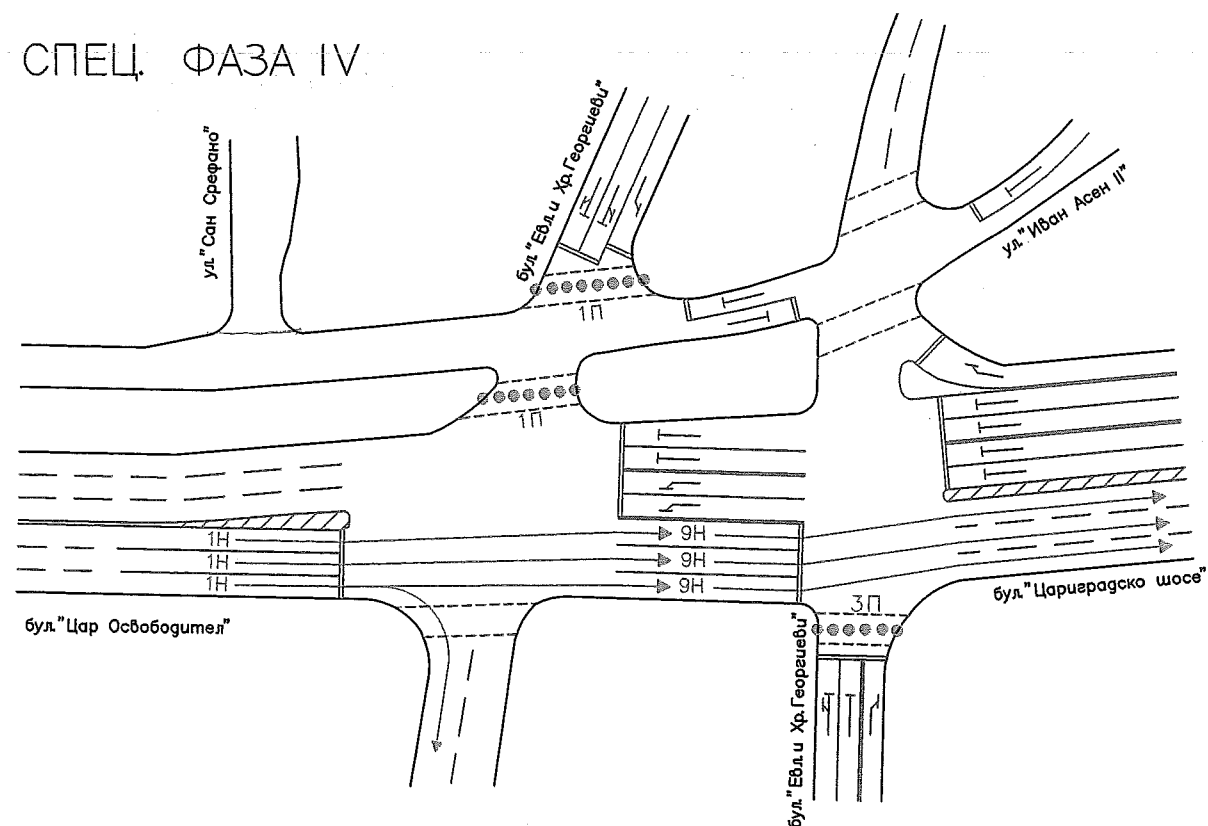 СПЕЦ. ФАЗА IV
ул."Сан Срефано"
бул."Евл.и Хр.Георгиеви"
ул."Иван Асен II"
1П
1П
1Н
1Н
1Н
9Н
9Н
9Н
3П
бул."Цар Освободител"
бул."Цариградско шосе"
бул."Евл.и Хр.Георгиеви"